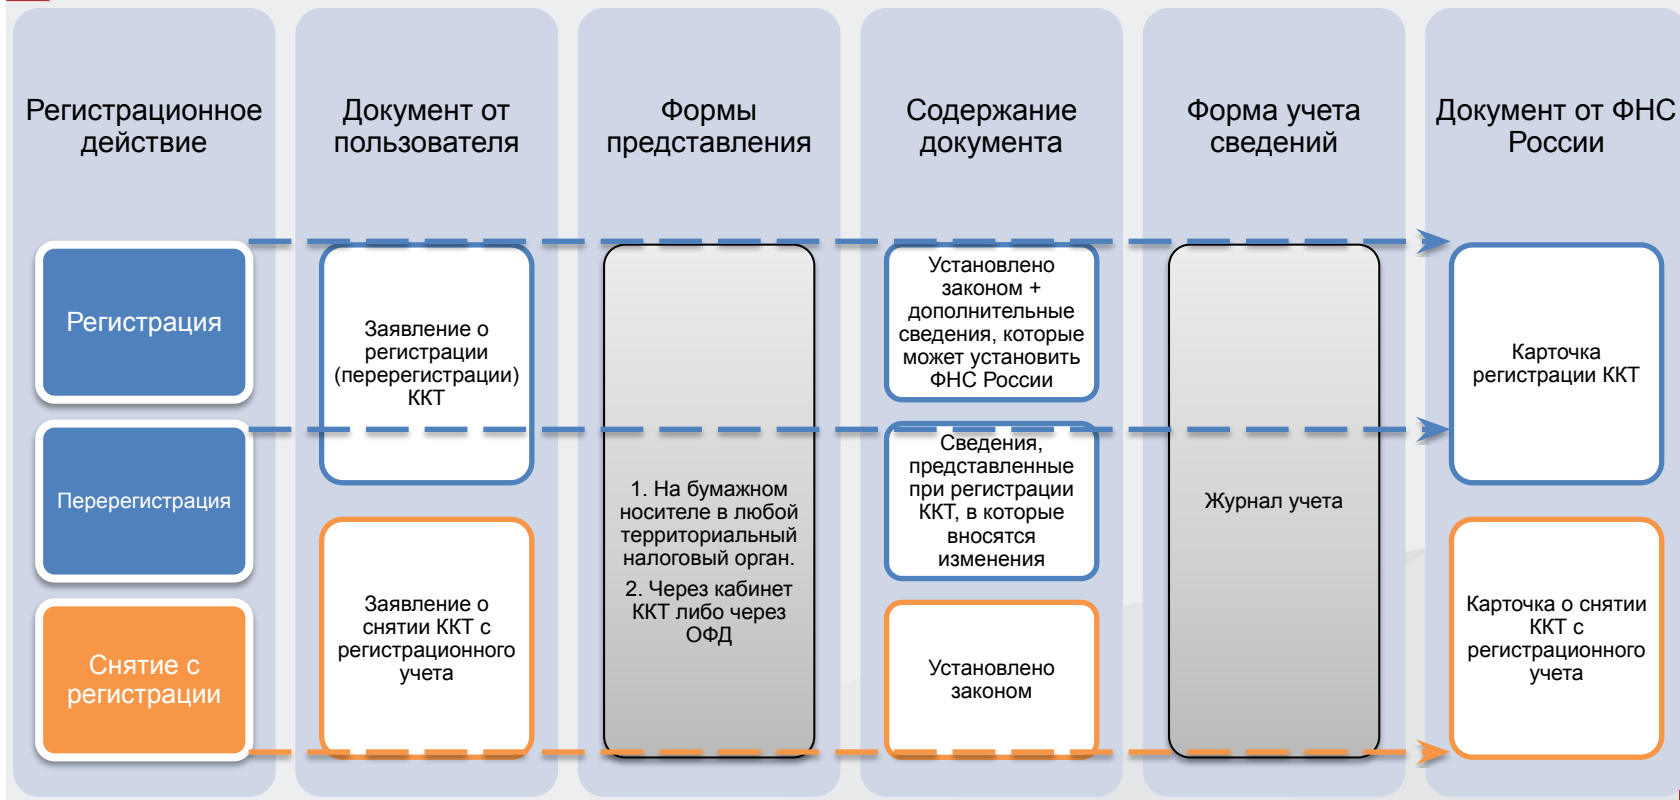 Регистрационное
действие
Документ от
пользователя
Формы
представления
Содержание
документа
Форма учета
сведений
Документ от ФНС
России
Регистрация
Перерегистрация
Снятие с
регистрации
Заявление о
регистрации
(перерегистрации)
ККТ
Заявление о
снятии ККТ с
регистрационного
учета
1. На бумажном
носителе в любой
территориальный
налоговый орган.
2. Через кабинет
ККТ либо через
ОФД
Установлено
законом +
дополнительные
сведения, которые
может установить
ФНС России
Сведения,
представленные
при регистрации
ККТ, в которые
вносятся
изменения
Установлено
законом
Журнал учета
Карточка
регистрации ККТ
Карточка о снятии
ККТ с
регистрационного
учета